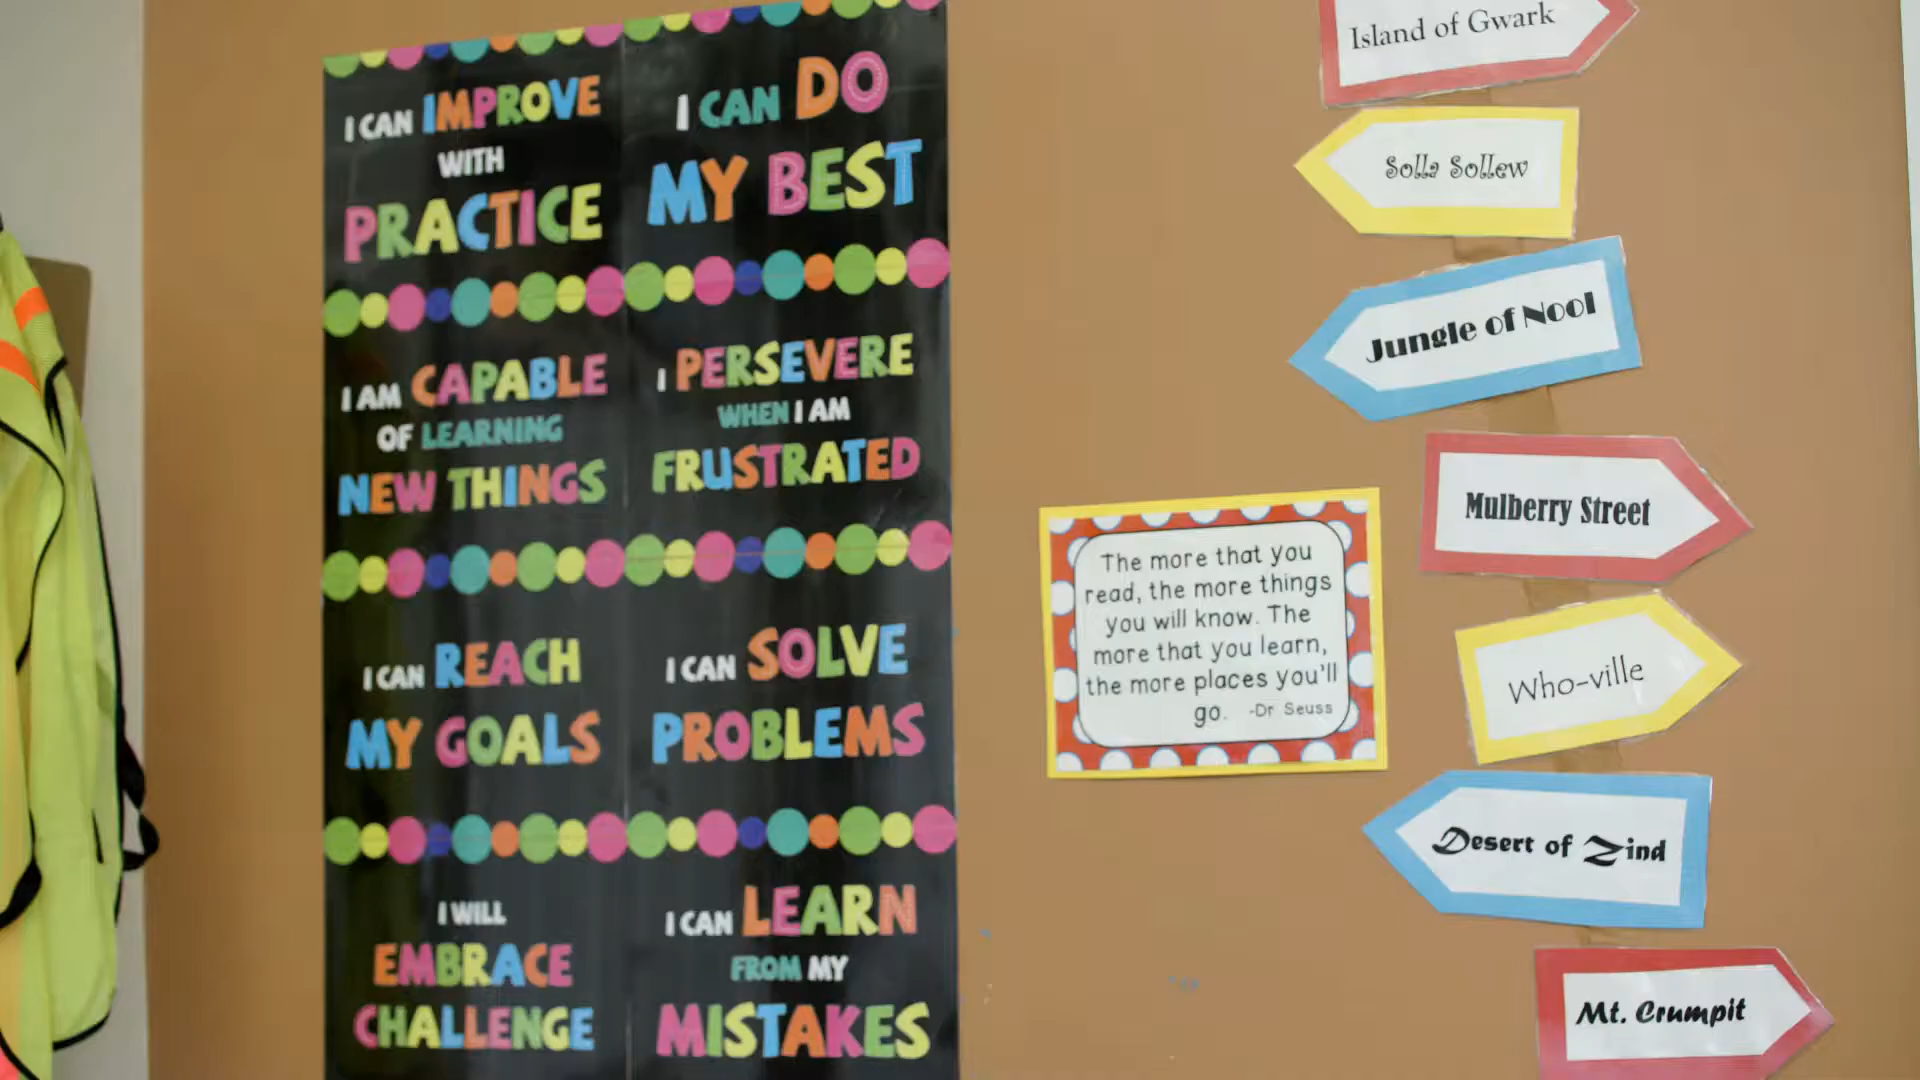 I CAN IMPROVE
WITH
PRACTICE
I CAN DO
MY BEST
I AM CAPABLE
OF LEARNING
NEW THINGS
I PERSEVERE
WHEN I AM
FRUSTRATED
I CAN REACH
MY GOALS
I CAN SOLVE
PROBLEMS
I WILL
EMBRACE
CHALLENGE
I CAN LEARN
FROM MY
MISTAKES
The more that you
read, the more things
you will know. The
more that you learn,
the more places you'll
go. -Dr Seuss
Island of Gwark
Solla Sollew
Jungle of Nool
Mulberry Street
Who-ville
Desert of Zind
Mt. Crumpit